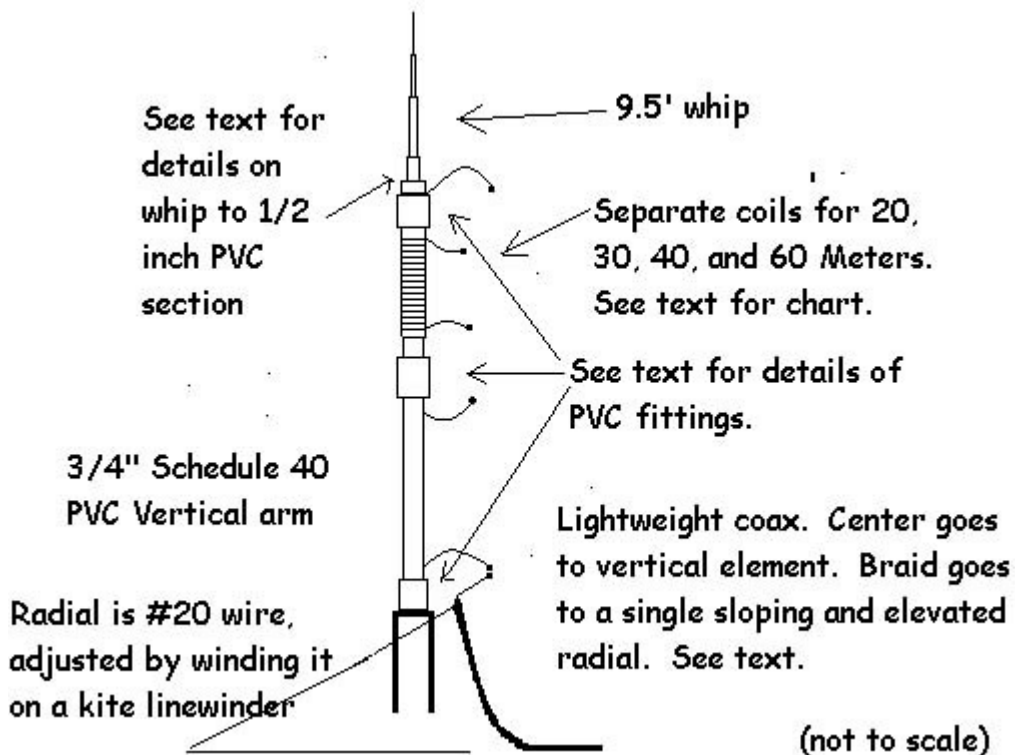 9.5' whip
See text for
details on
whip to 1/2
inch PVC
section
Separate coils for 20,
30, 40, and 60 Meters.
See text for chart.
See text for details of
PVC fittings.
3/4" Schedule 40
PVC Vertical arm
Lightweight coax. Center goes
to vertical element. Braid goes
to a single sloping and elevated
radial. See text.
Radial is #20 wire,
adjusted by winding it
on a kite linewinder
(not to scale)